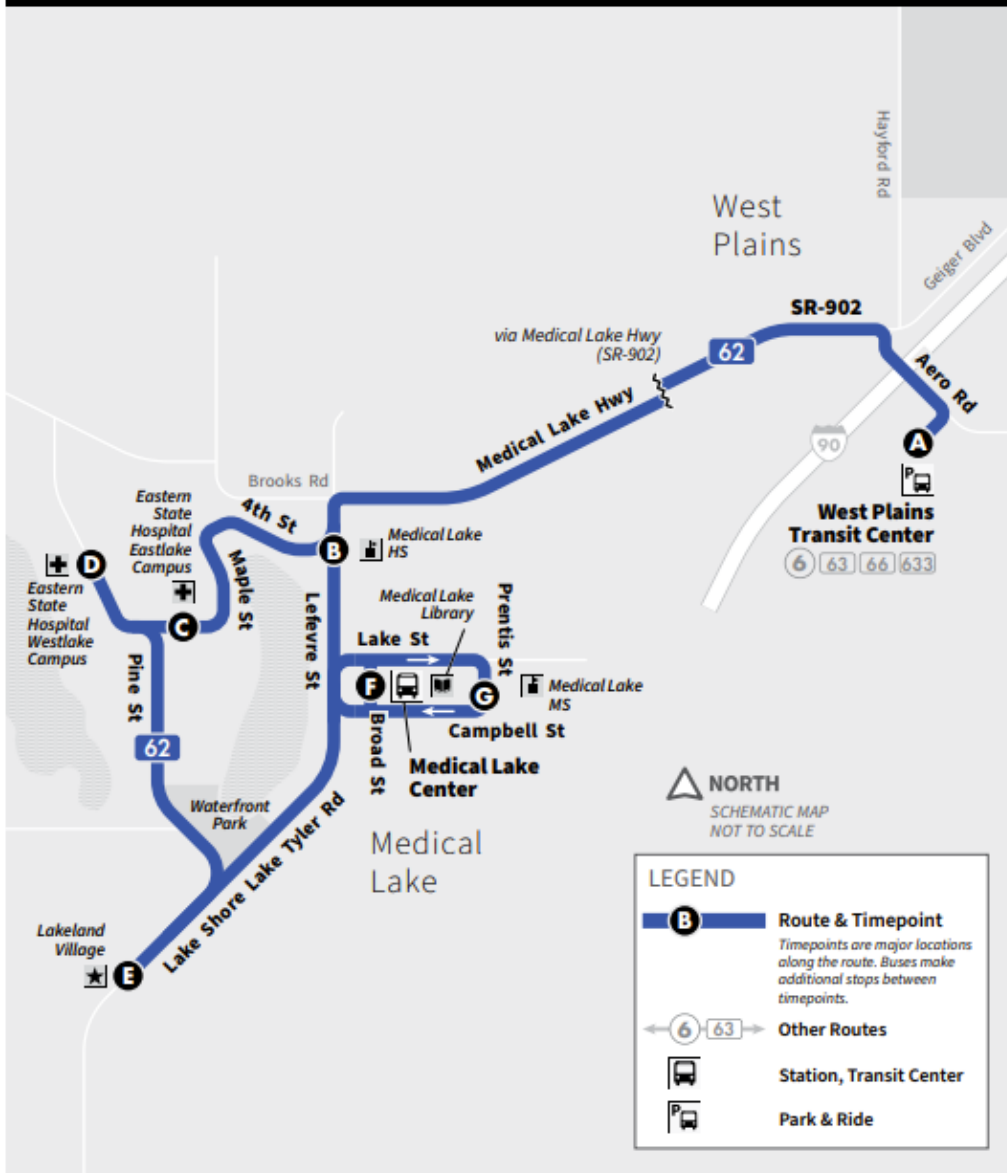 Hayford Rd
West
Plains
Geiger Blvd
SR-902
via Medical Lake Hwy
(SR-902)
62
Aero Rd
Medical Lake Hwy
90
A
P
West Plains
Transit Center
6 63 66 633
Brooks Rd
4th St
Eastern
State
Hospital
Eastlake
Campus
B
Medical Lake
HS
D
Maple St
Eastern
State
Hospital
Westlake
Campus
C
Lefevre St
Medical Lake
Library
Prentis St
Lake St
Pine St
F
G
Medical Lake
MS
Broad St
Campbell St
62
Medical Lake
Center
NORTH
SCHEMATIC MAP
NOT TO SCALE
Waterfront
Park
Medical
Lake
Lake Shore Lake Tyler Rd
Lakeland
Village
E
LEGEND
B
Route & Timepoint
Timepoints are major locations
along the route. Buses make
additional stops between
timepoints.
6 63
Other Routes
Station, Transit Center
P
Park & Ride